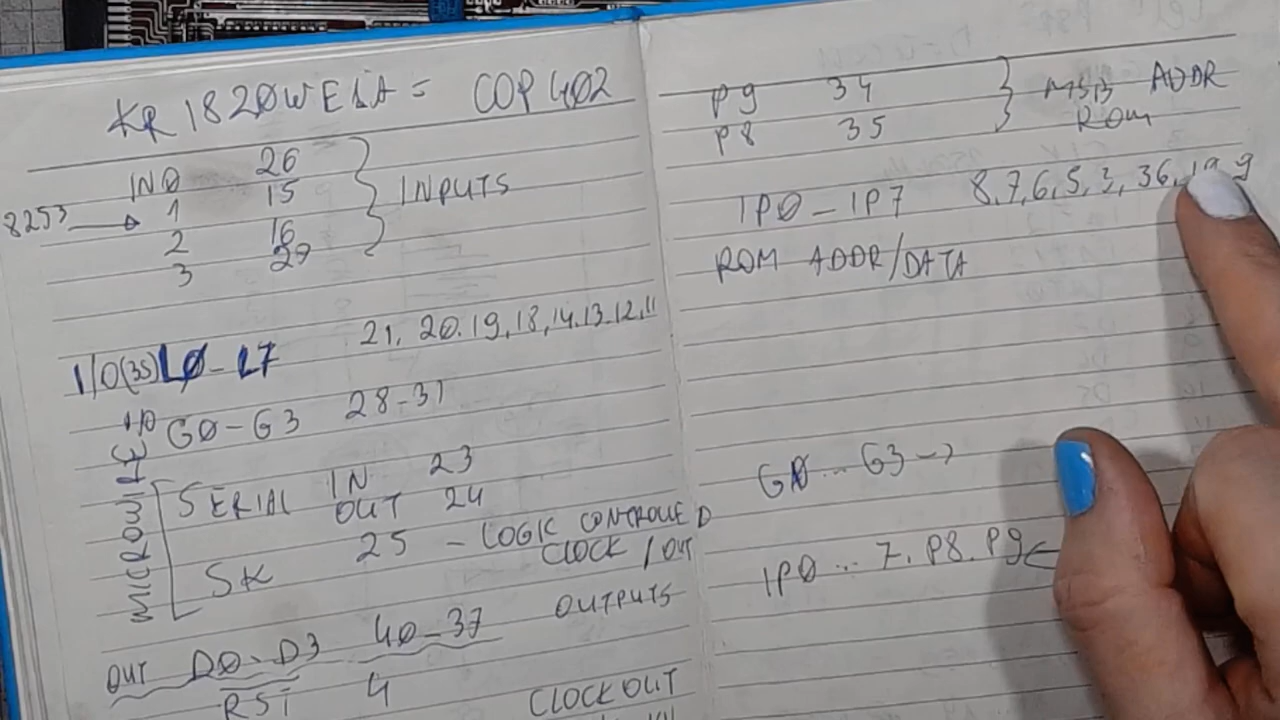 KR 1820WE1A = COP402
IN0 26
8253 → 1 15
2 16
3 27
} INPUTS
I/O(3S) L0-L7 21, 20.19,18,14.13.12,11
I/O G0-G3 28-31
MICROWIRE
SERIAL IN 23
OUT 24
SK 25 - LOGIC CONTROLLED
CLOCK / OUT
OUT D0-D3 40-37 OUTPUTS
RST 4
CLOCK OUT
P9 34
P8 35
} MSB ADDR
ROM
IP0-IP7 8,7,6,5,3,36, 9
ROM ADDR/DATA
G0...G3→
IP0...7.P8.P9←